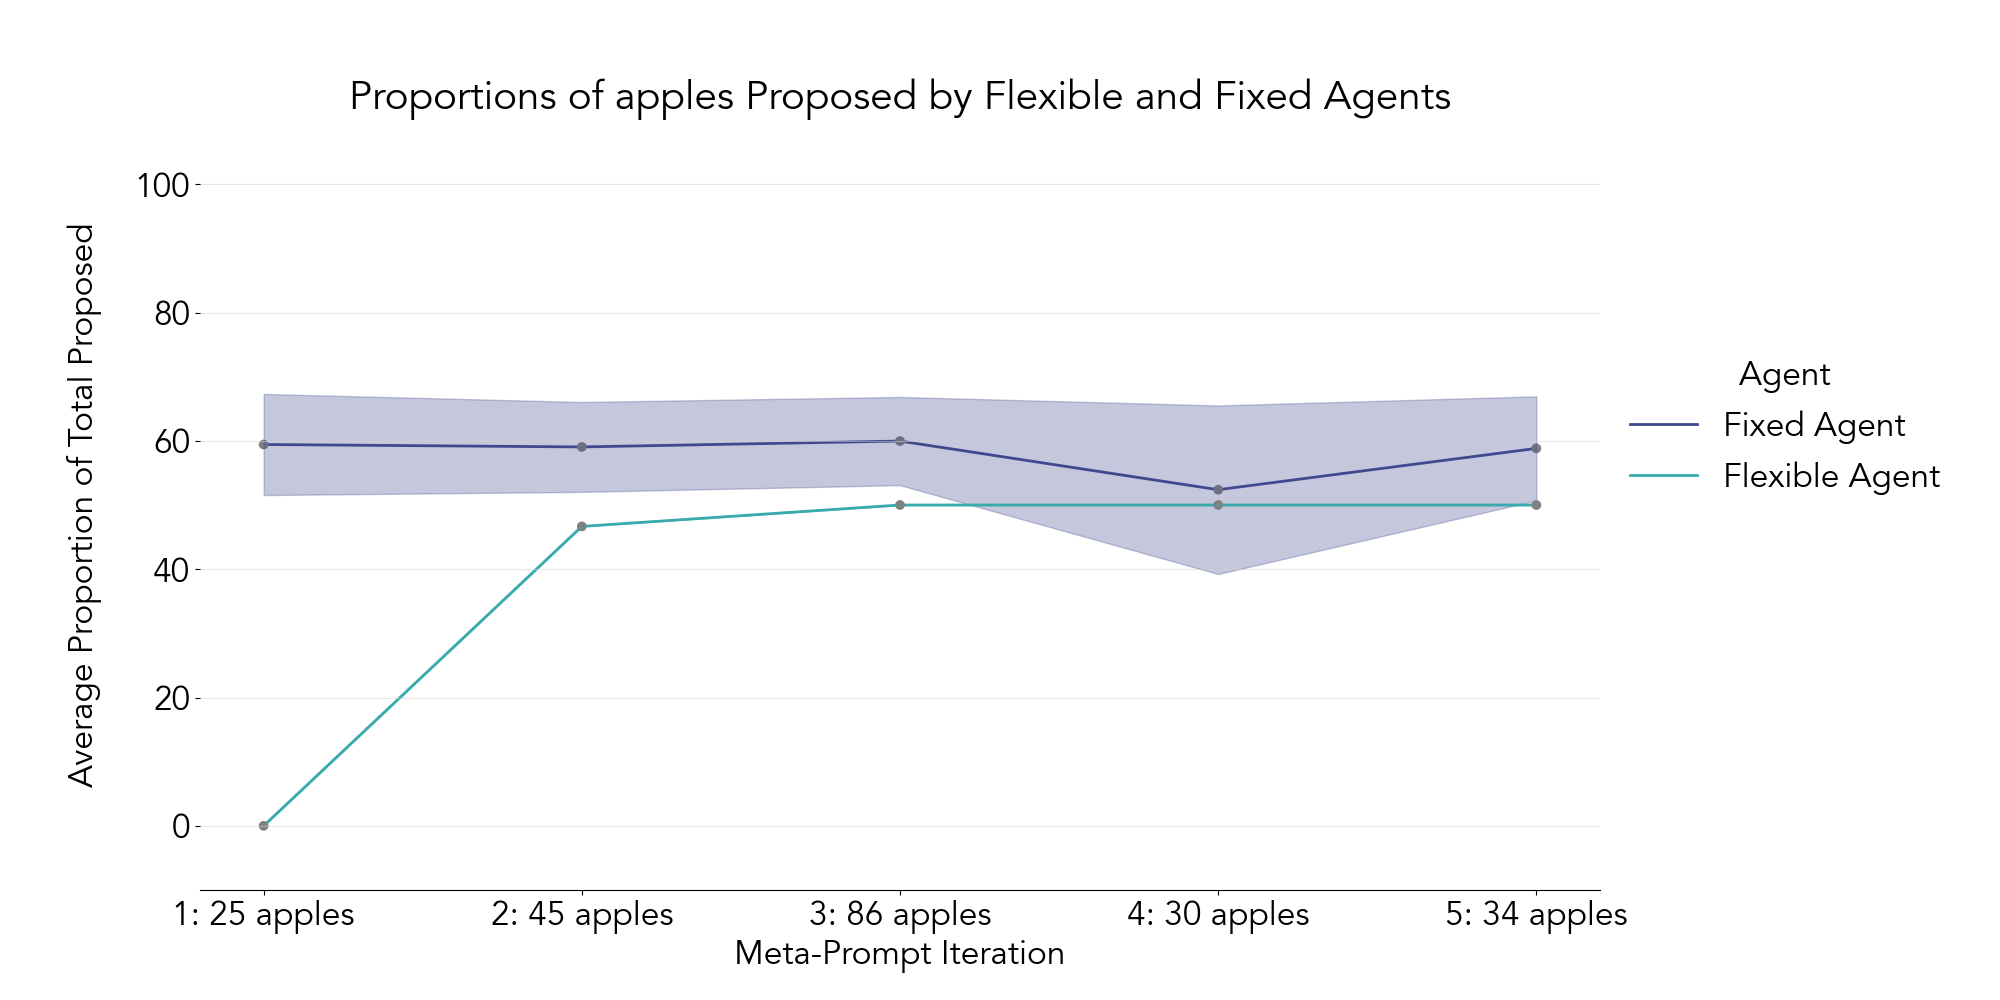 Proportions of apples Proposed by Flexible and Fixed Agents
Average Proportion of Total Proposed
100
80
60
40
20
0
1: 25 apples
2: 45 apples
3: 86 apples
4: 30 apples
5: 34 apples
Meta-Prompt Iteration
Agent
Fixed Agent
Flexible Agent